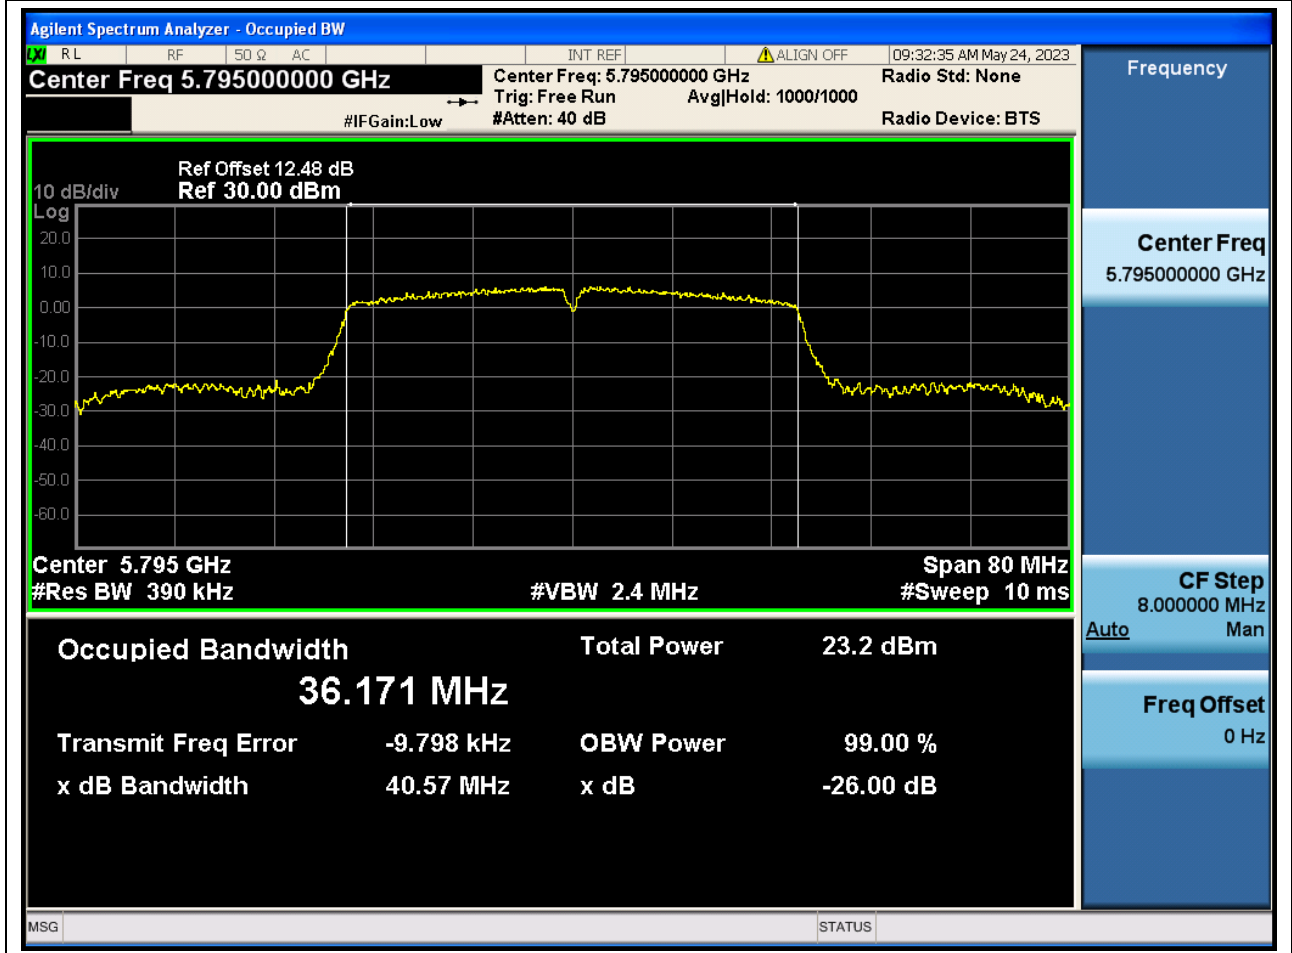 Agilent Spectrum Analyzer - Occupied BW
LXI RL RF 50 Ω AC INT REF ALIGN OFF 09:32:35 AM May 24, 2023
Center Freq 5.795000000 GHz
Center Freq: 5.795000000 GHz
Radio Std: None
Trig: Free Run Avg|Hold: 1000/1000
#IFGain:Low
#Atten: 40 dB
Radio Device: BTS
Ref Offset 12.48 dB
10 dB/div Ref 30.00 dBm
Log
20.0
10.0
0.00
-10.0
-20.0
-30.0
-40.0
-50.0
-60.0
Center 5.795 GHz Span 80 MHz
#Res BW 390 kHz #VBW 2.4 MHz #Sweep 10 ms
Occupied Bandwidth Total Power 23.2 dBm
36.171 MHz
Transmit Freq Error -9.798 kHz OBW Power 99.00 %
x dB Bandwidth 40.57 MHz x dB -26.00 dB
Frequency
Center Freq
5.795000000 GHz
CF Step
8.000000 MHz
Auto Man
Freq Offset
0 Hz
MSG STATUS